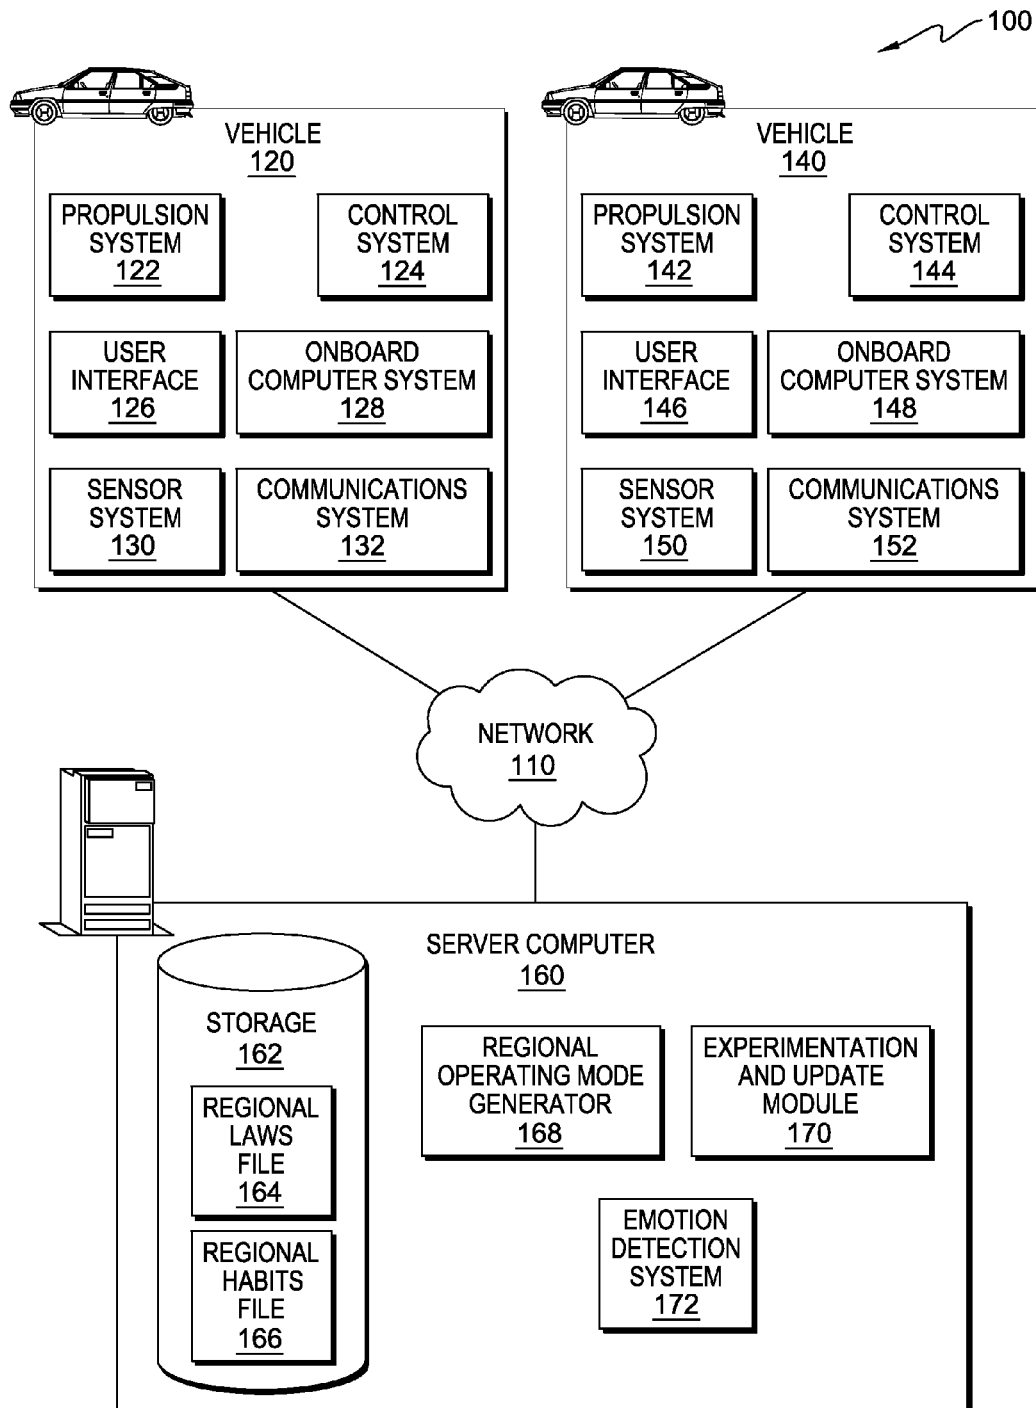 100
VEHICLE
120
PROPULSION
SYSTEM
122
CONTROL
SYSTEM
124
USER
INTERFACE
126
ONBOARD
COMPUTER SYSTEM
128
SENSOR
SYSTEM
130
COMMUNICATIONS
SYSTEM
132
VEHICLE
140
PROPULSION
SYSTEM
142
CONTROL
SYSTEM
144
USER
INTERFACE
146
ONBOARD
COMPUTER SYSTEM
148
SENSOR
SYSTEM
150
COMMUNICATIONS
SYSTEM
152
NETWORK
110
SERVER COMPUTER
160
STORAGE
162
REGIONAL
LAWS
FILE
164
REGIONAL
HABITS
FILE
166
REGIONAL
OPERATING MODE
GENERATOR
168
EXPERIMENTATION
AND UPDATE
MODULE
170
EMOTION
DETECTION
SYSTEM
172